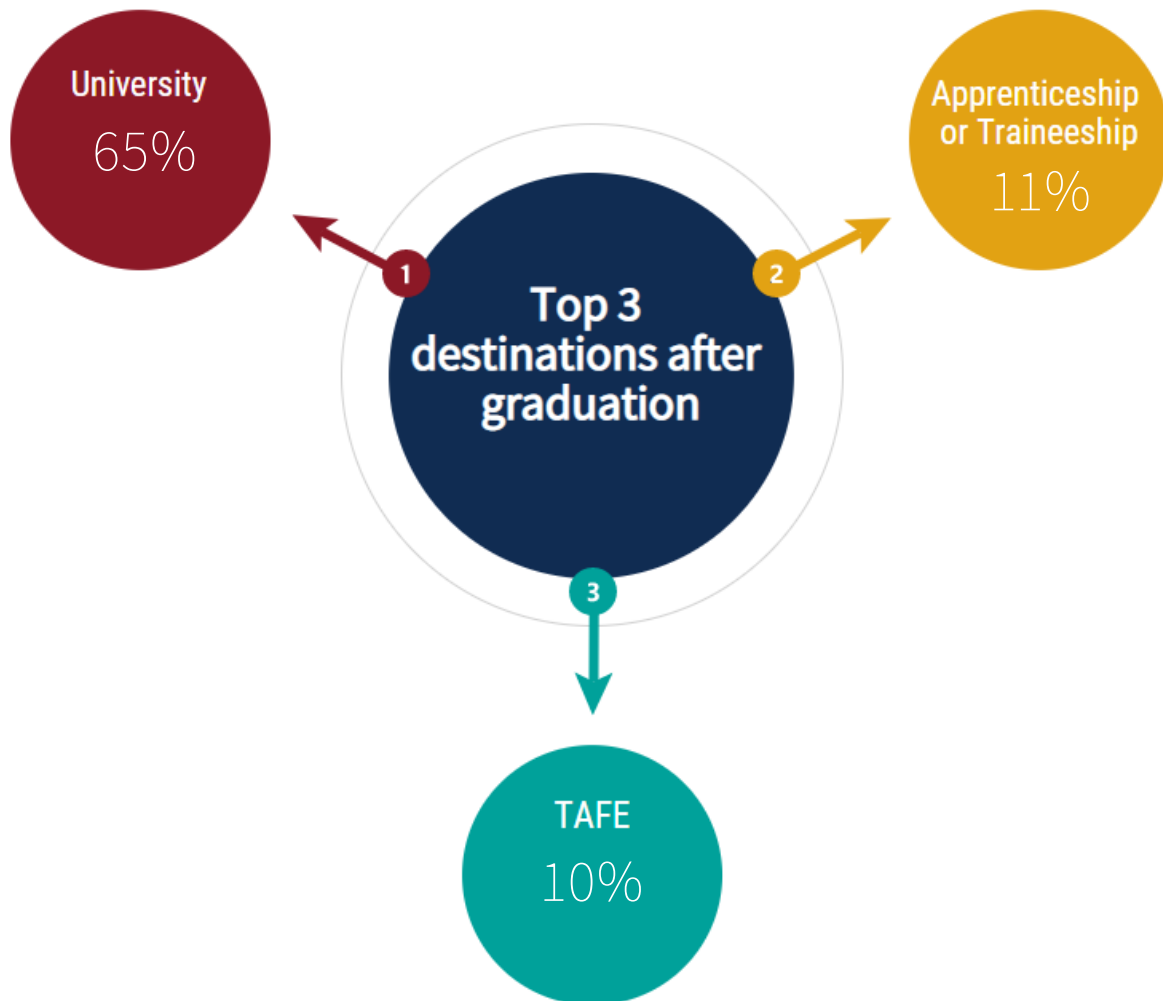 University
65%
Apprenticeship
or Traineeship
11%
1
2
Top 3
destinations after
graduation
3
TAFE
10%